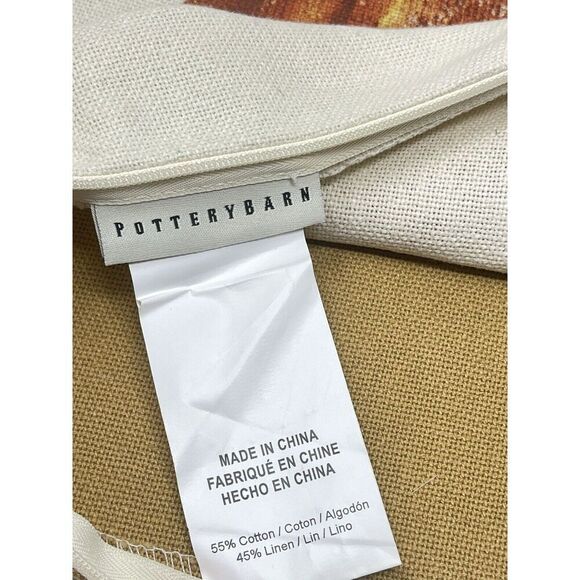 POTTERYBARN
MADE IN CHINA
FABRIQUÉ EN CHINE
HECHO EN CHINA
55% Cotton / Coton / Algodón
45% Linen / Lin / Lino